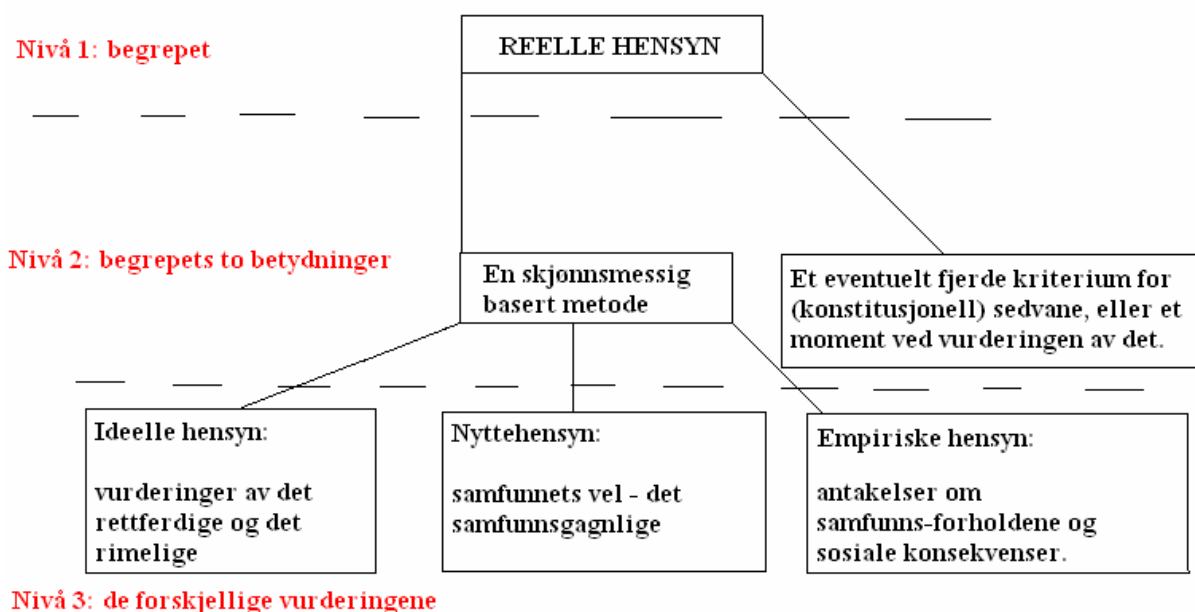 Nivå 1: begrepet
REELLE HENSYN
Nivå 2: begrepets to betydninger
En skjønnsmessig
basert metode
Et eventuelt fjerde kriterium for
(konstitusjonell) sedvane, eller et
moment ved vurderingen av det.
Ideelle hensyn:
vurderinger av det
rettferdige og det
rimelige
Nyttehensyn:
samfunnets vel - det
samfunnsgagnlige
Empiriske hensyn:
antakelser om
samfunns-forholdene og
sosiale konsekvenser.
Nivå 3: de forskjellige vurderingene